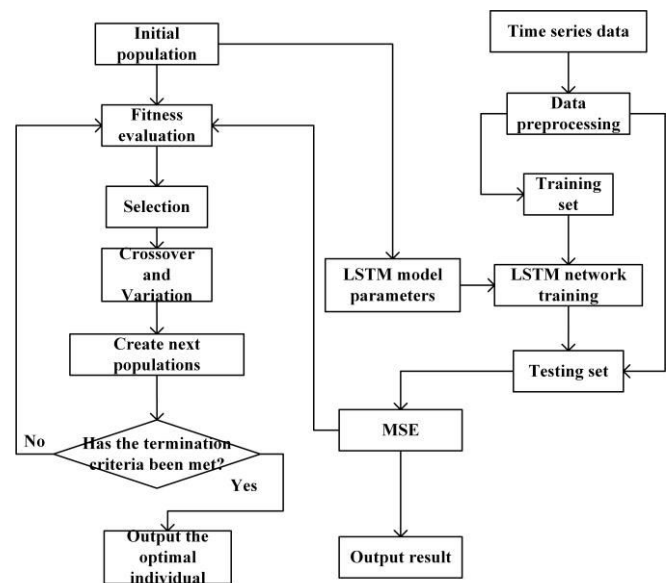 Initial
population
Fitness
evaluation
Selection
Crossover
and
Variation
Create next
populations
No
Has the termination
criteria been met?
Yes
Output the
optimal
individual
Time series data
Data
preprocessing
Training
set
LSTM model
parameters
LSTM network
training
Testing set
MSE
Output result